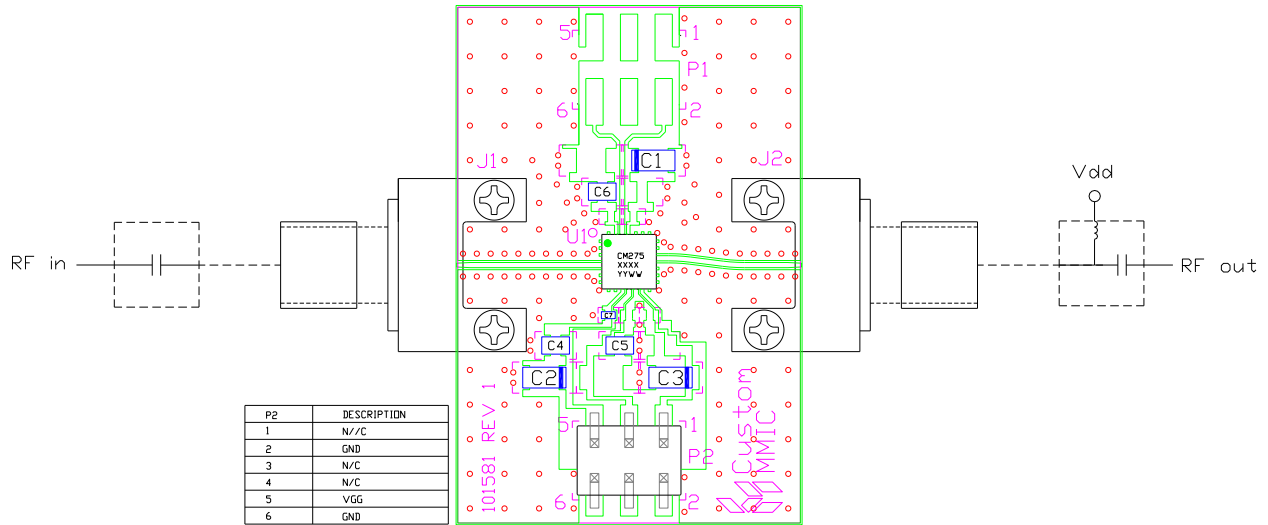 5 1
P1
6 2
C1
J1 J2
Vdd
C6
U1
CM275
XXXX
YYWW
RF in
RF out
C7
C4 C5
C2 C3
P2 DESCRIPTION
1 N//C
2 GND
3 N/C
4 N/C
5 VGG
6 GND
101581 REV 1
5 1
P2
6 2
Custom
MMIC